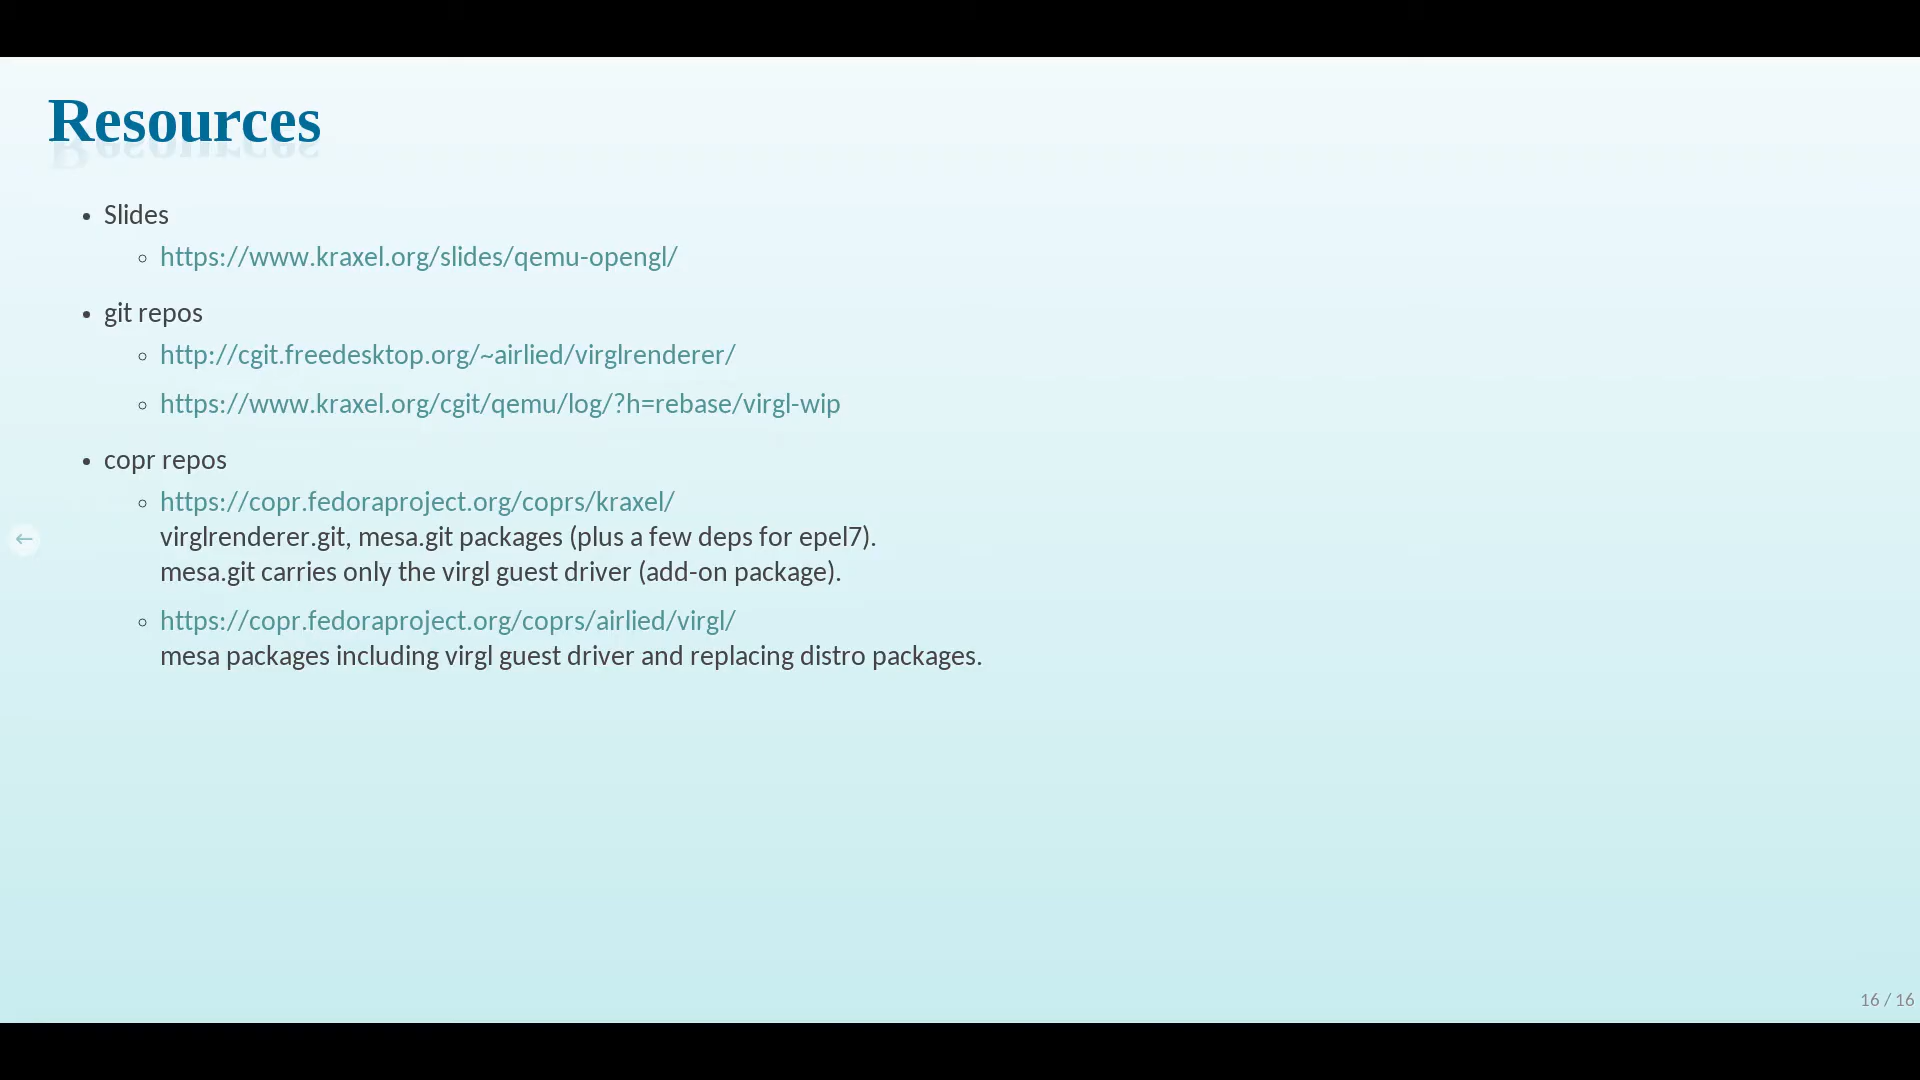 Resources
• Slides
◦ https://www.kraxel.org/slides/qemu-opengl/
• git repos
◦ http://cgit.freedesktop.org/~airlied/virglrenderer/
◦ https://www.kraxel.org/cgit/qemu/log/?h=rebase/virgl-wip
• copr repos
◦ https://copr.fedoraproject.org/coprs/kraxel/
virglrenderer.git, mesa.git packages (plus a few deps for epel7).
mesa.git carries only the virgl guest driver (add-on package).
◦ https://copr.fedoraproject.org/coprs/airlied/virgl/
mesa packages including virgl guest driver and replacing distro packages.
←
16 / 16